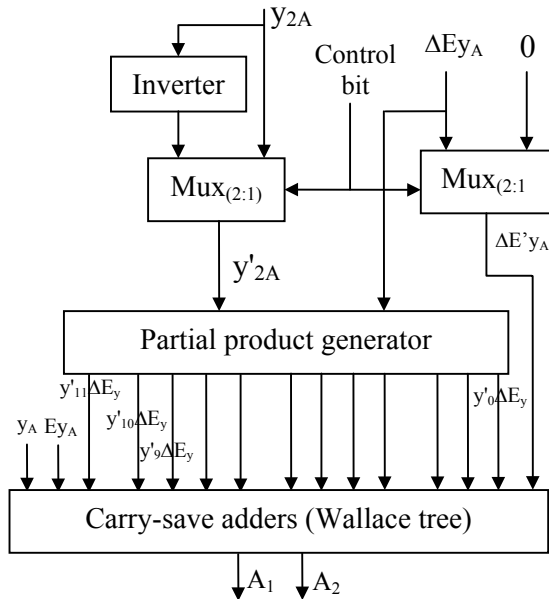 y2A
Control
bit
ΔEyA
0
Inverter
Mux(2:1)
Mux(2:1
ΔE’yA
y'2A
Partial product generator
y'11ΔEy
y'10ΔEy
y'9ΔEy
y'0ΔEy
yA EyA
Carry-save adders (Wallace tree)
A1 A2